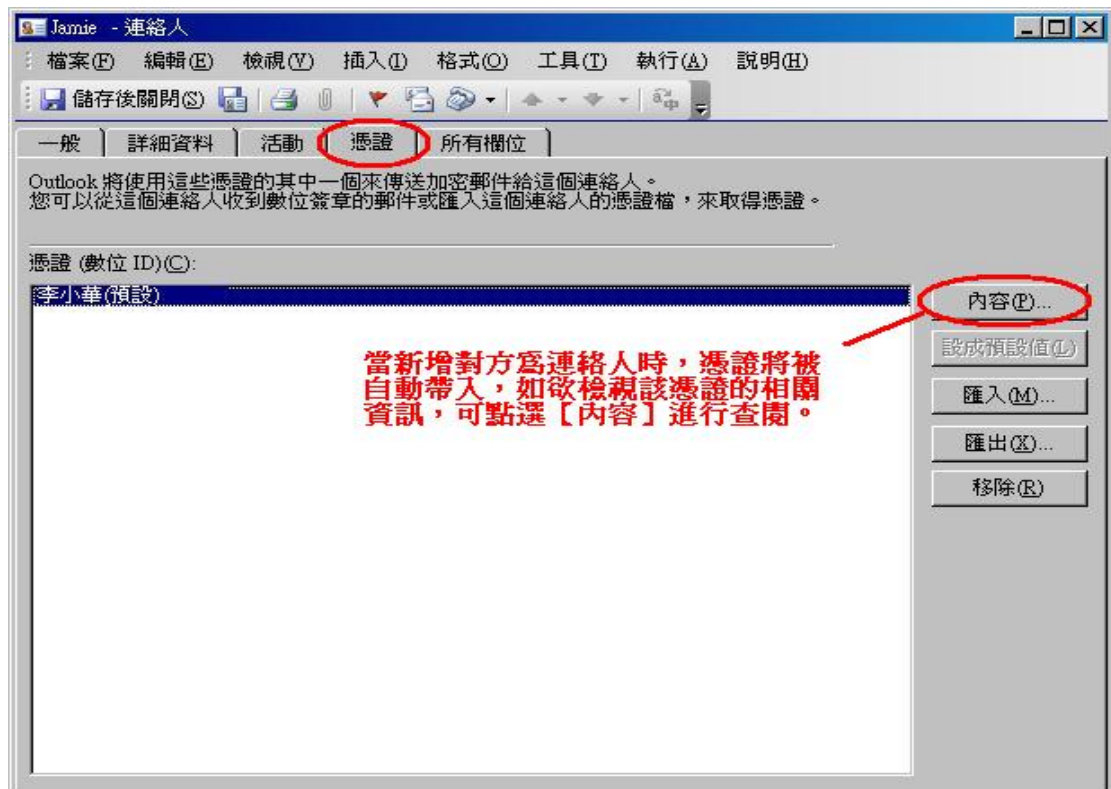 Jamie - 連絡人
檔案(F) 編輯(E) 檢視(V) 插入(I) 格式(O) 工具(T) 執行(A) 說明(H)
儲存後關閉(S)
一般 詳細資料 活動 憑證 所有欄位
Outlook 將使用這些憑證的其中一個來傳送加密郵件給這個連絡人。
您可以從這個連絡人收到數位簽章的郵件或匯入這個連絡人的憑證檔，來取得憑證。
憑證 (數位 ID)(C):
李小華(預設)
內容(P)...
設成預設值(L)
匯入(M)...
匯出(X)...
移除(R)
當新增對方為連絡人時，憑證將被
自動帶入，如欲檢視該憑證的相關
資訊，可點選【內容】進行查閱。